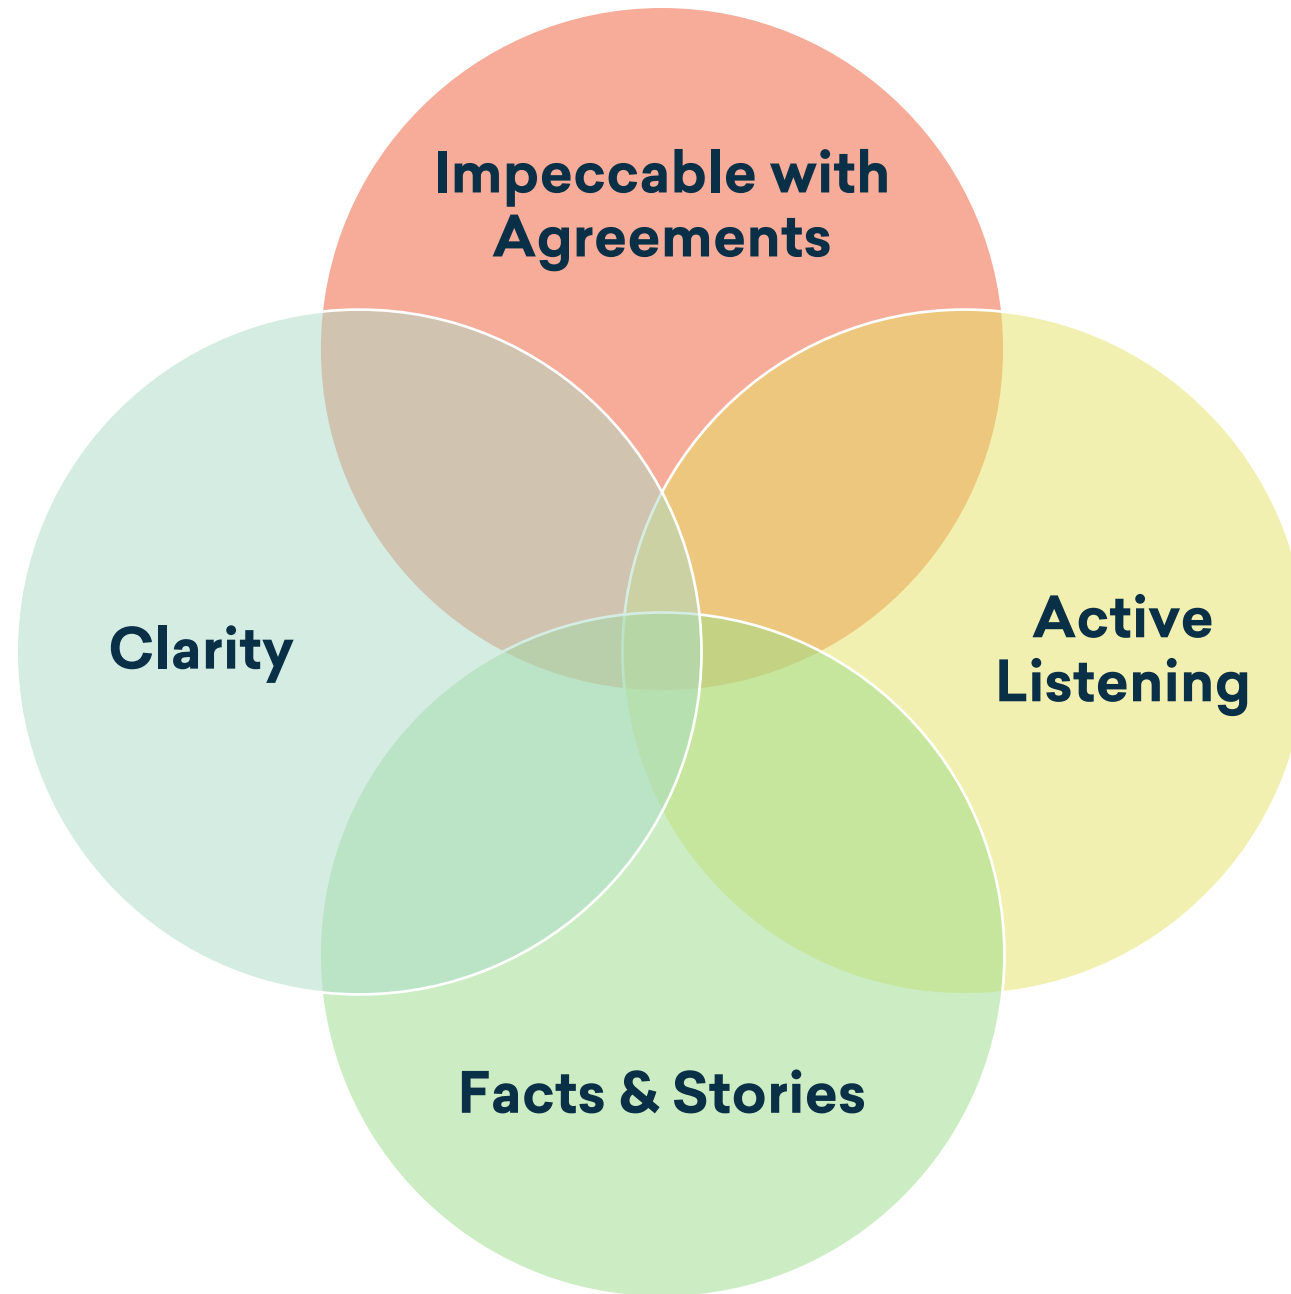 Impeccable with
Agreements
Clarity
Active
Listening
Facts & Stories